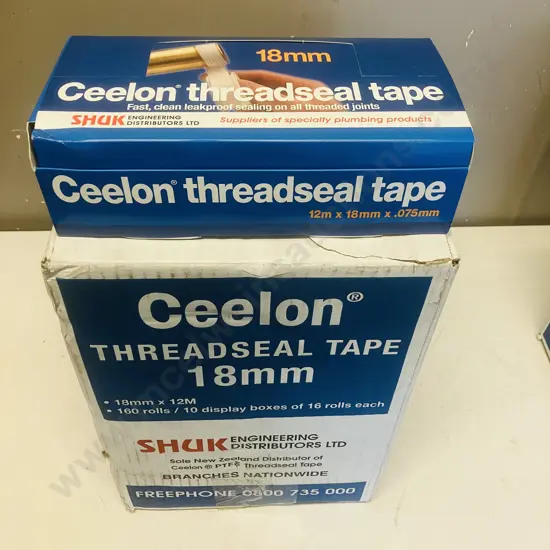 18mm
Ceelon® threadseal tape
Fast, clean leakproof sealing on all threaded joints
SHUK ENGINEERING DISTRIBUTORS LTD
Suppliers of specialty plumbing products
Ceelon® threadseal tape
12m x 18mm x .075mm
Ceelon®
THREADSEAL TAPE
18mm
• 18mm x 12M
• 160 rolls / 10 display boxes of 16 rolls each
SHUK ENGINEERING DISTRIBUTORS LTD
Sole New Zealand Distributor of
Ceelon ® Threadseal Tape
BRANCHES NATIONWIDE
FREEPHONE 0800 735 000